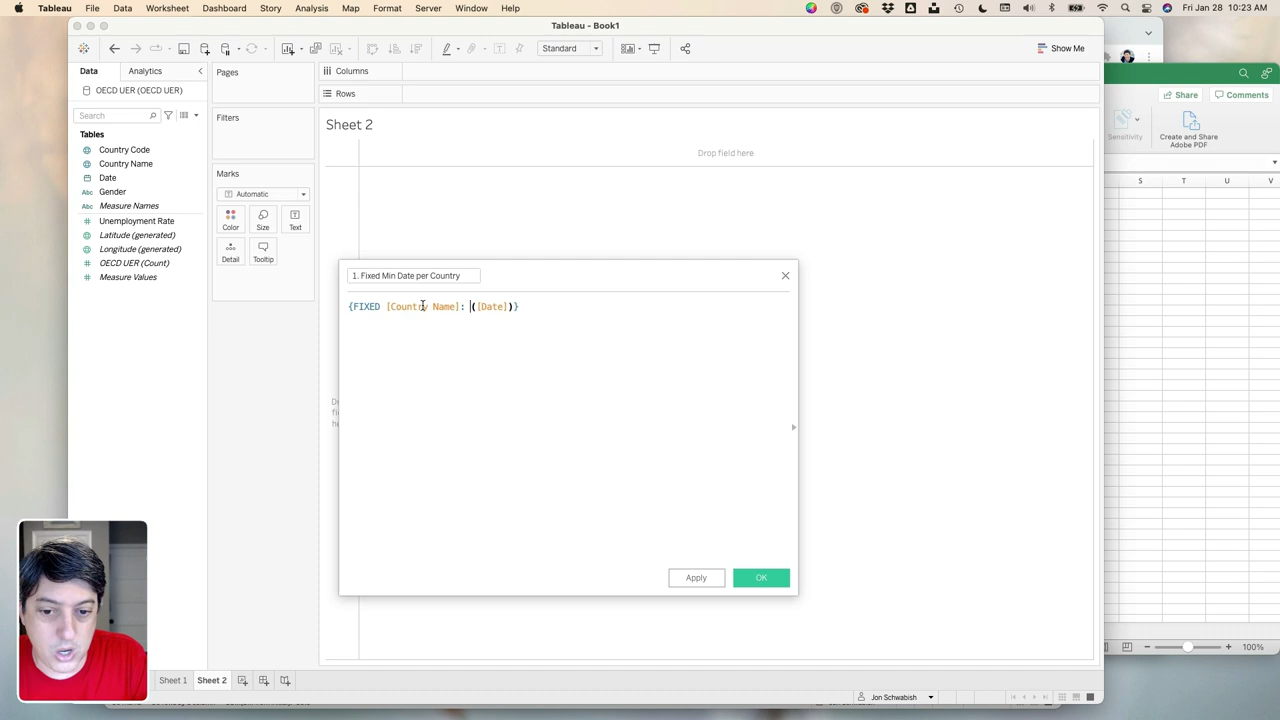 Tableau File Data Worksheet Dashboard Story Analysis Map Format Server Window Help
Fri Jan 28 10:23 AM
Tableau - Book1
Standard
Show Me
Data Analytics
Pages
Columns
OECD UER (OECD UER)
Rows
Search
Filters
Sheet 2
Tables
Country Code
Country Name
Date
Abc Gender
Abc Measure Names
Unemployment Rate
Latitude (generated)
Longitude (generated)
OECD UER (Count)
Measure Values
Marks
Automatic
Color Size Text
Detail Tooltip
Drop field here
1. Fixed Min Date per Country
{FIXED [Country Name]: ([Date])}
Apply OK
Share Comments
Sensitivity
Create and Share
Adobe PDF
S T U V
100%
Sheet 1 Sheet 2
Jon Schwabish